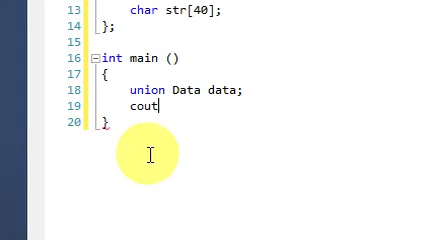 13 char str[40];
14 };
15
16 int main ()
17 {
18 union Data data;
19 cout
20 }